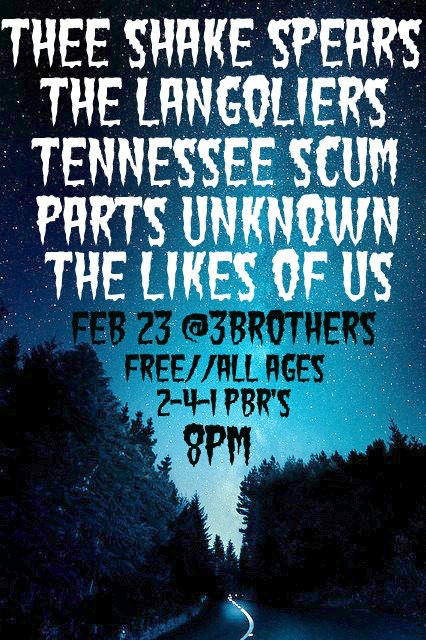 THEE SHAKE SPEARS
THE LANGOLIERS
TENNESSEE SCUM
PARTS UNKNOWN
THE LIKES OF US
FEB 23 @3BROTHERS
FREE//ALL AGES
2-4-1 PBR'S
8PM